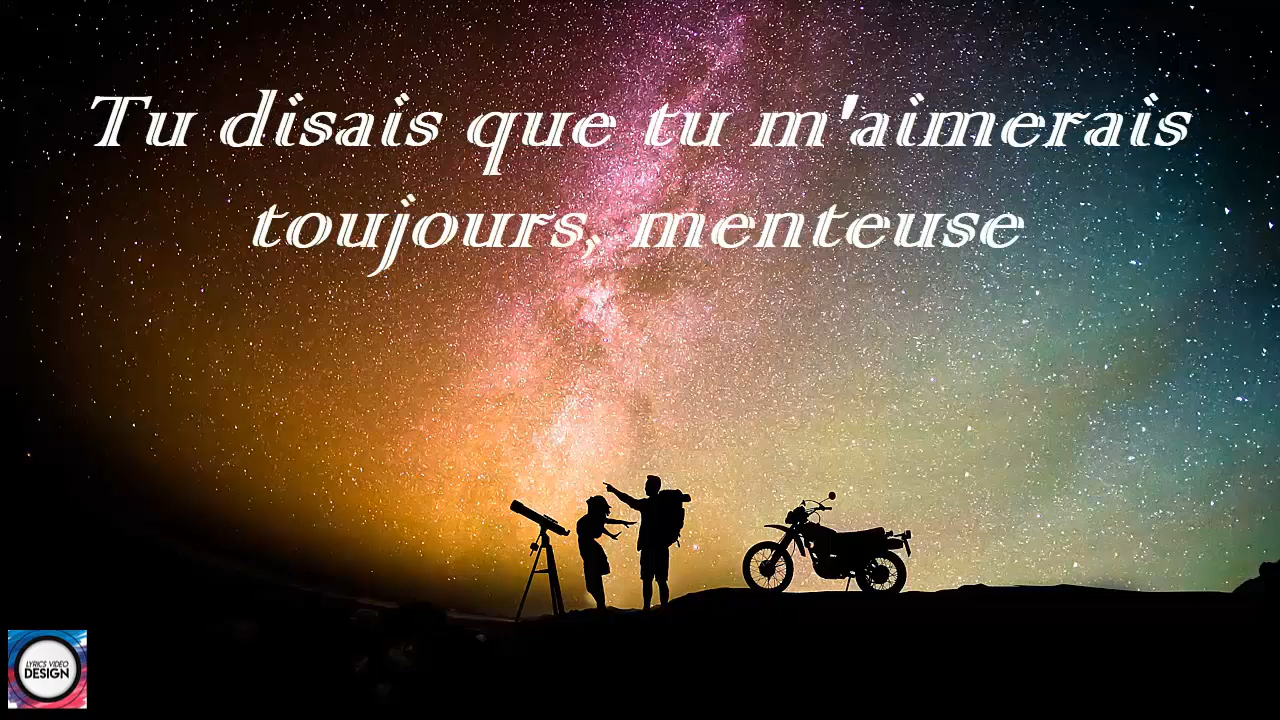 Tu disais que tu m'aimerais
toujours, menteuse
LYRICS VIDEO
DESIGN